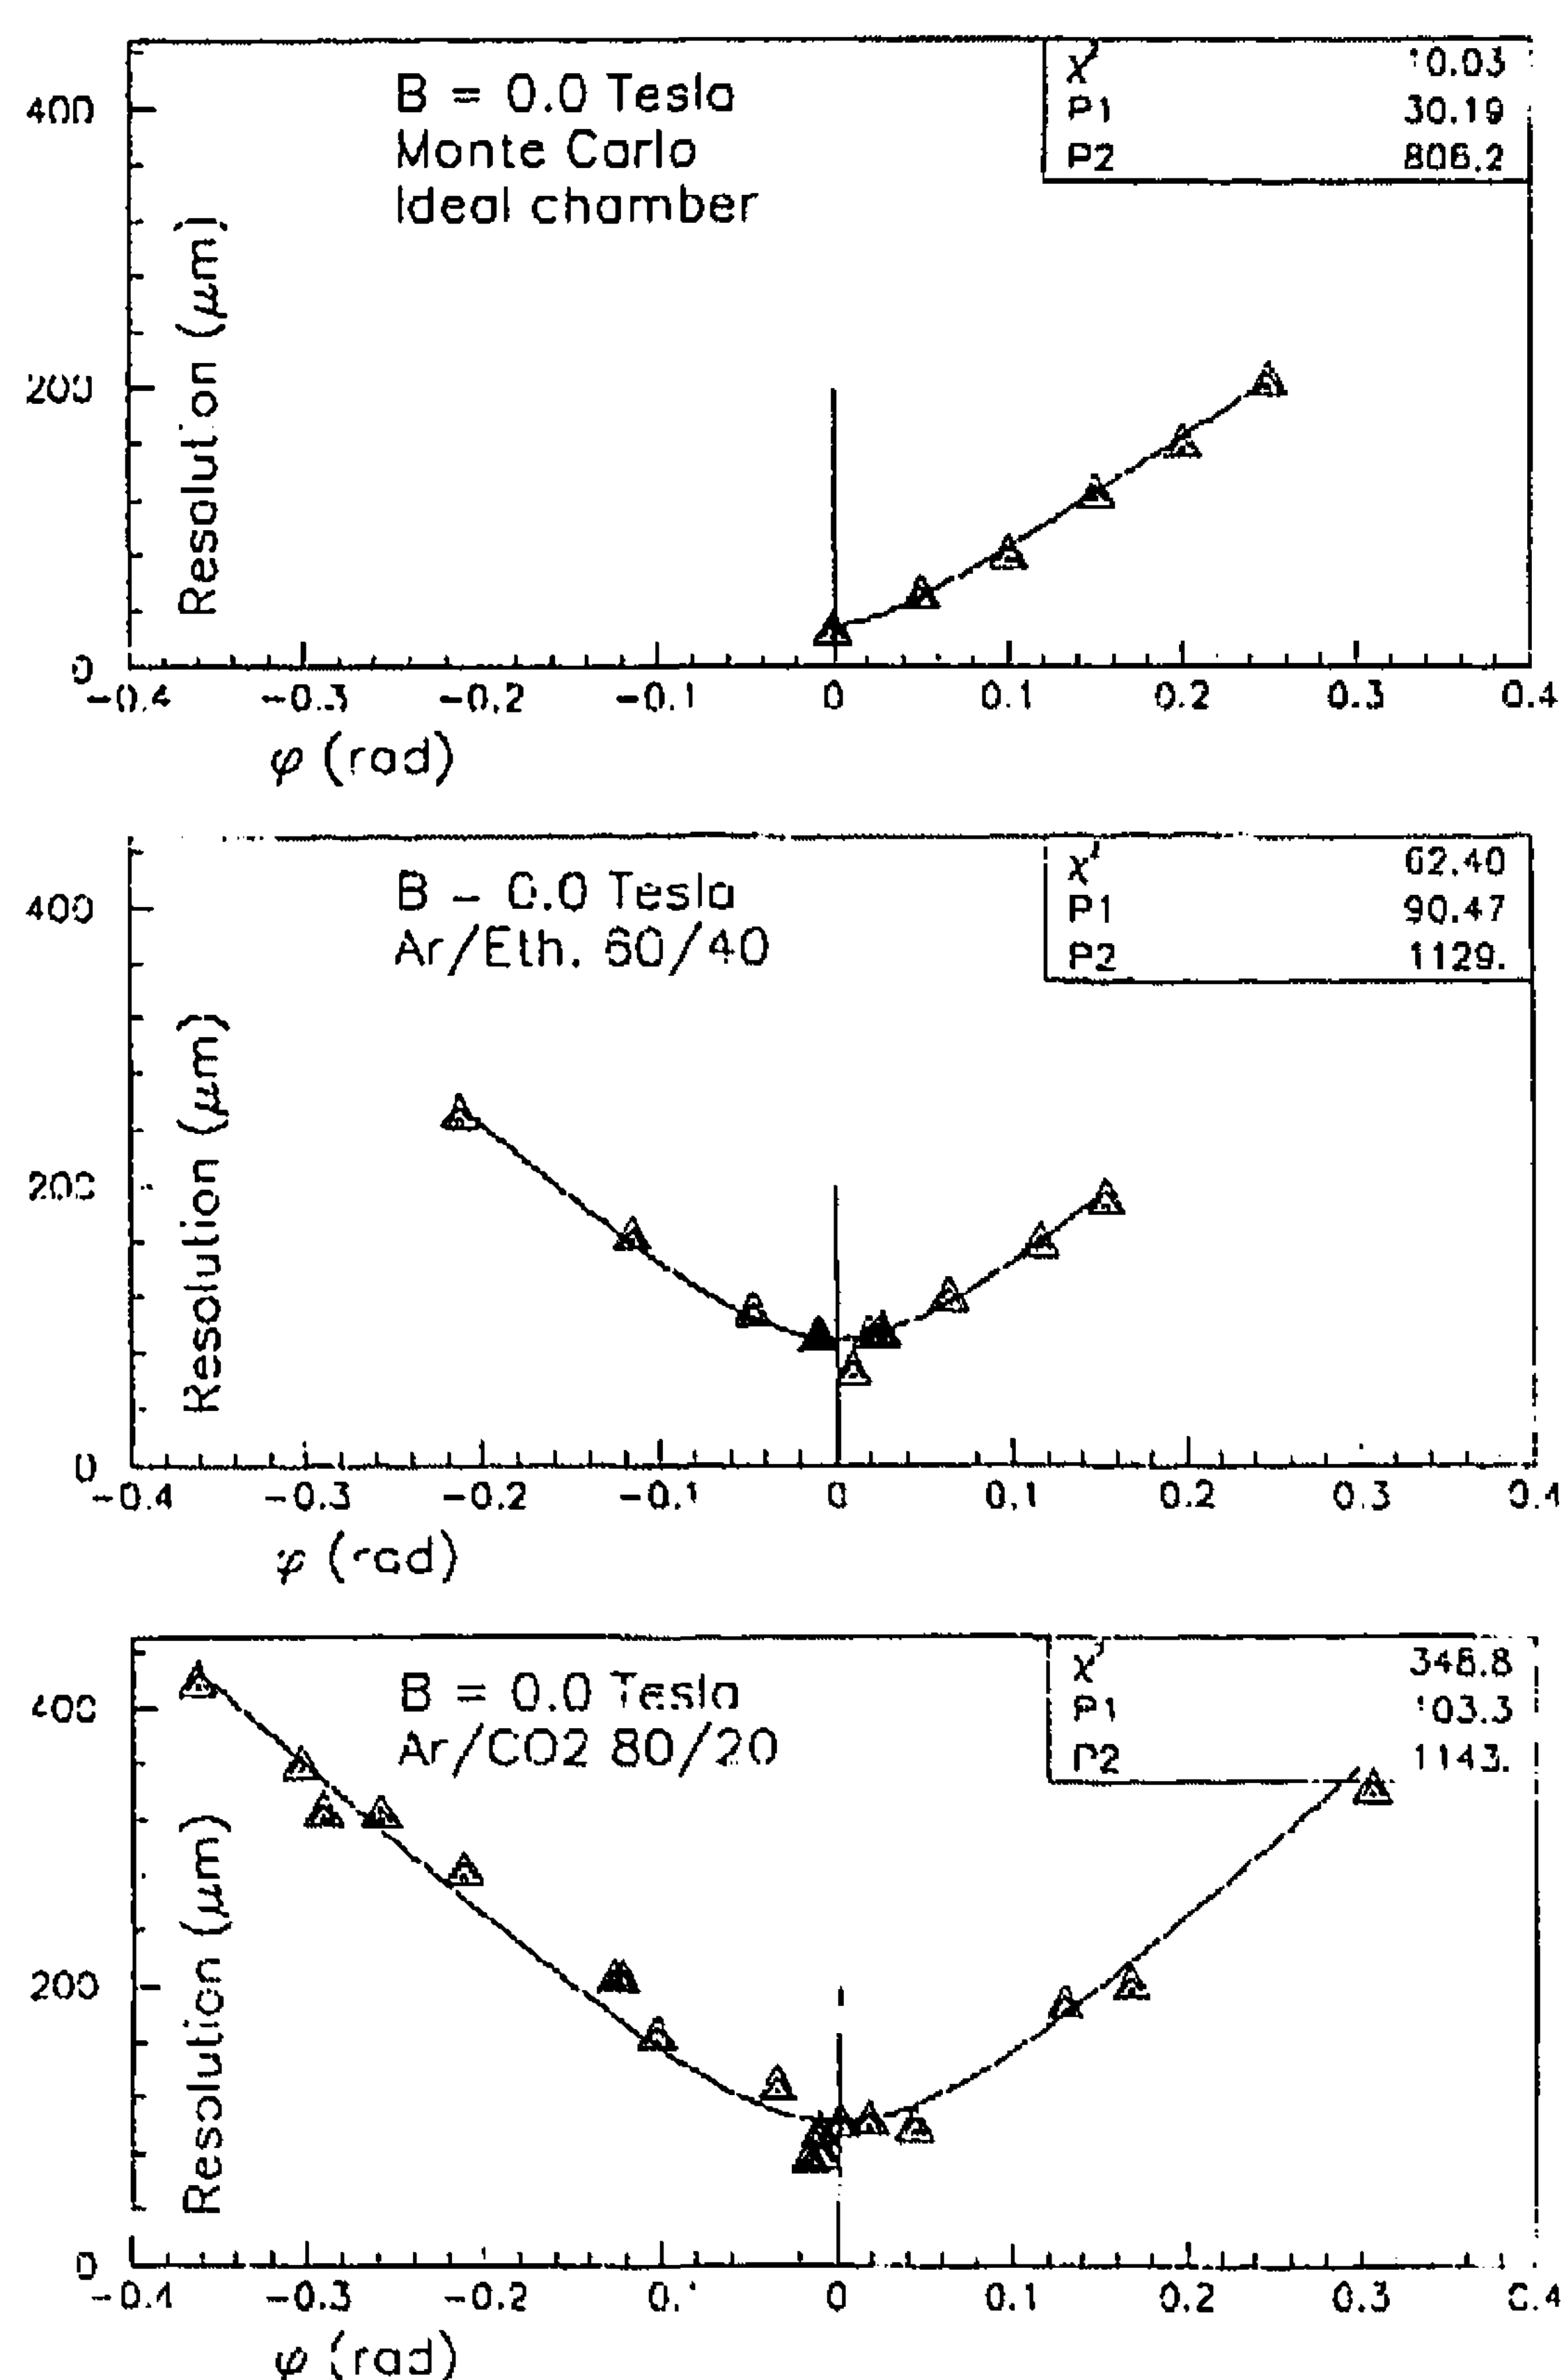 B = 0.0 Tesla
Monte Carlo
Ideal chamber
χ² 10.03
P1 30.19
P2 806.2
Resolution (μm)
400
200
0
-0.4 -0.3 -0.2 -0.1 0 0.1 0.2 0.3 0.4
φ (rad)
B = 0.0 Tesla
Ar/Eth. 60/40
χ² 62.40
P1 90.47
P2 1129.
Resolution (μm)
400
200
0
-0.4 -0.3 -0.2 -0.1 0 0.1 0.2 0.3 0.4
φ (rad)
B = 0.0 Tesla
Ar/CO2 80/20
χ² 348.8
P1 103.3
P2 1143.
Resolution (μm)
400
200
0
-0.4 -0.3 -0.2 -0.1 0 0.1 0.2 0.3 0.4
φ (rad)